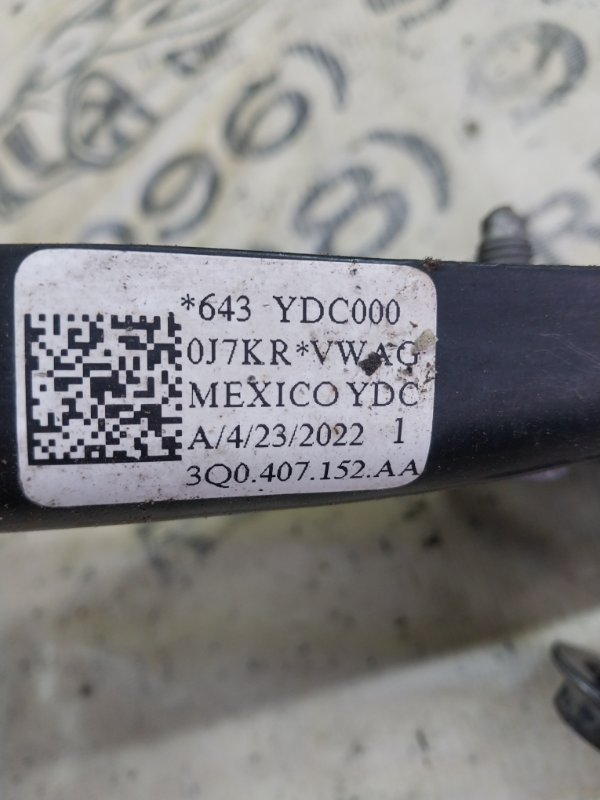 *643 YDC000
0J7KR*VWAG
MEXICO YDC
A/4/23/2022 1
3Q0.407.152.AA